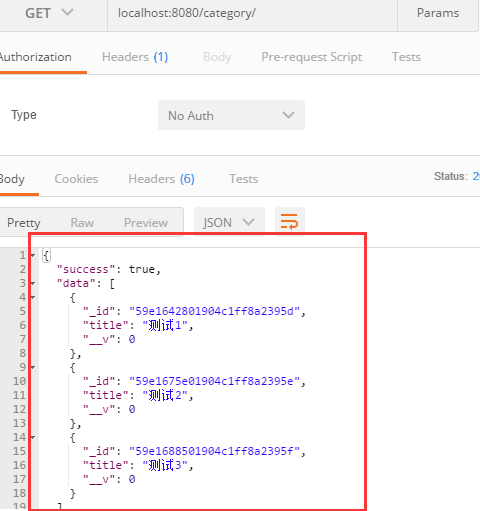 GET localhost:8080/category/ Params
Authorization Headers (1) Body Pre-request Script Tests
Type No Auth
Body Cookies Headers (6) Tests Status: 20
Pretty Raw Preview JSON
1 {
2 "success": true,
3 "data": [
4 {
5 "_id": "59e1642801904c1ff8a2395d",
6 "title": "测试1",
7 "__v": 0
8 },
9 {
10 "_id": "59e1675e01904c1ff8a2395e",
11 "title": "测试2",
12 "__v": 0
13 },
14 {
15 "_id": "59e1688501904c1ff8a2395f",
16 "title": "测试3",
17 "__v": 0
18 }
19 ]